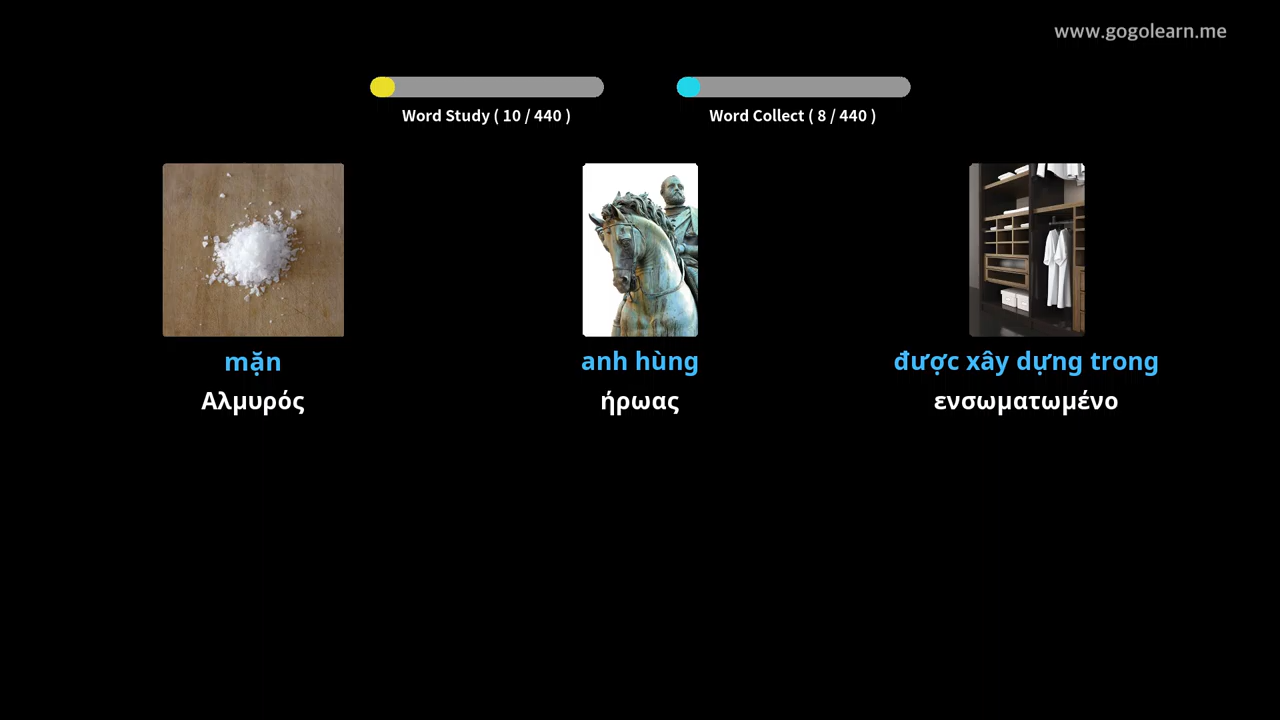 www.gogolearn.me
Word Study ( 10 / 440 )
Word Collect ( 8 / 440 )
mặn
anh hùng
được xây dựng trong
Αλμυρός
ήρωας
ενσωματωμένο